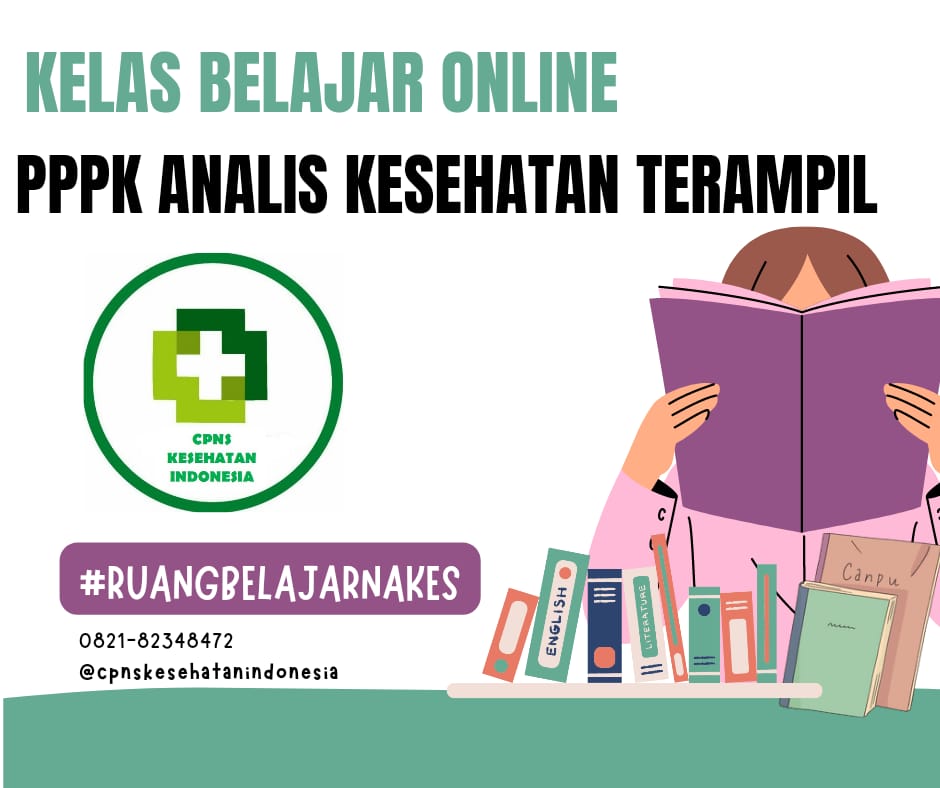 KELAS BELAJAR ONLINE
PPPK ANALIS KESEHATAN TERAMPIL
CPNS
KESEHATAN
INDONESIA
#RUANGBELAJARNAKES
0821-82348472
@cpnskesehatanindonesia
ENGLISH
LITERATURE
Canpu